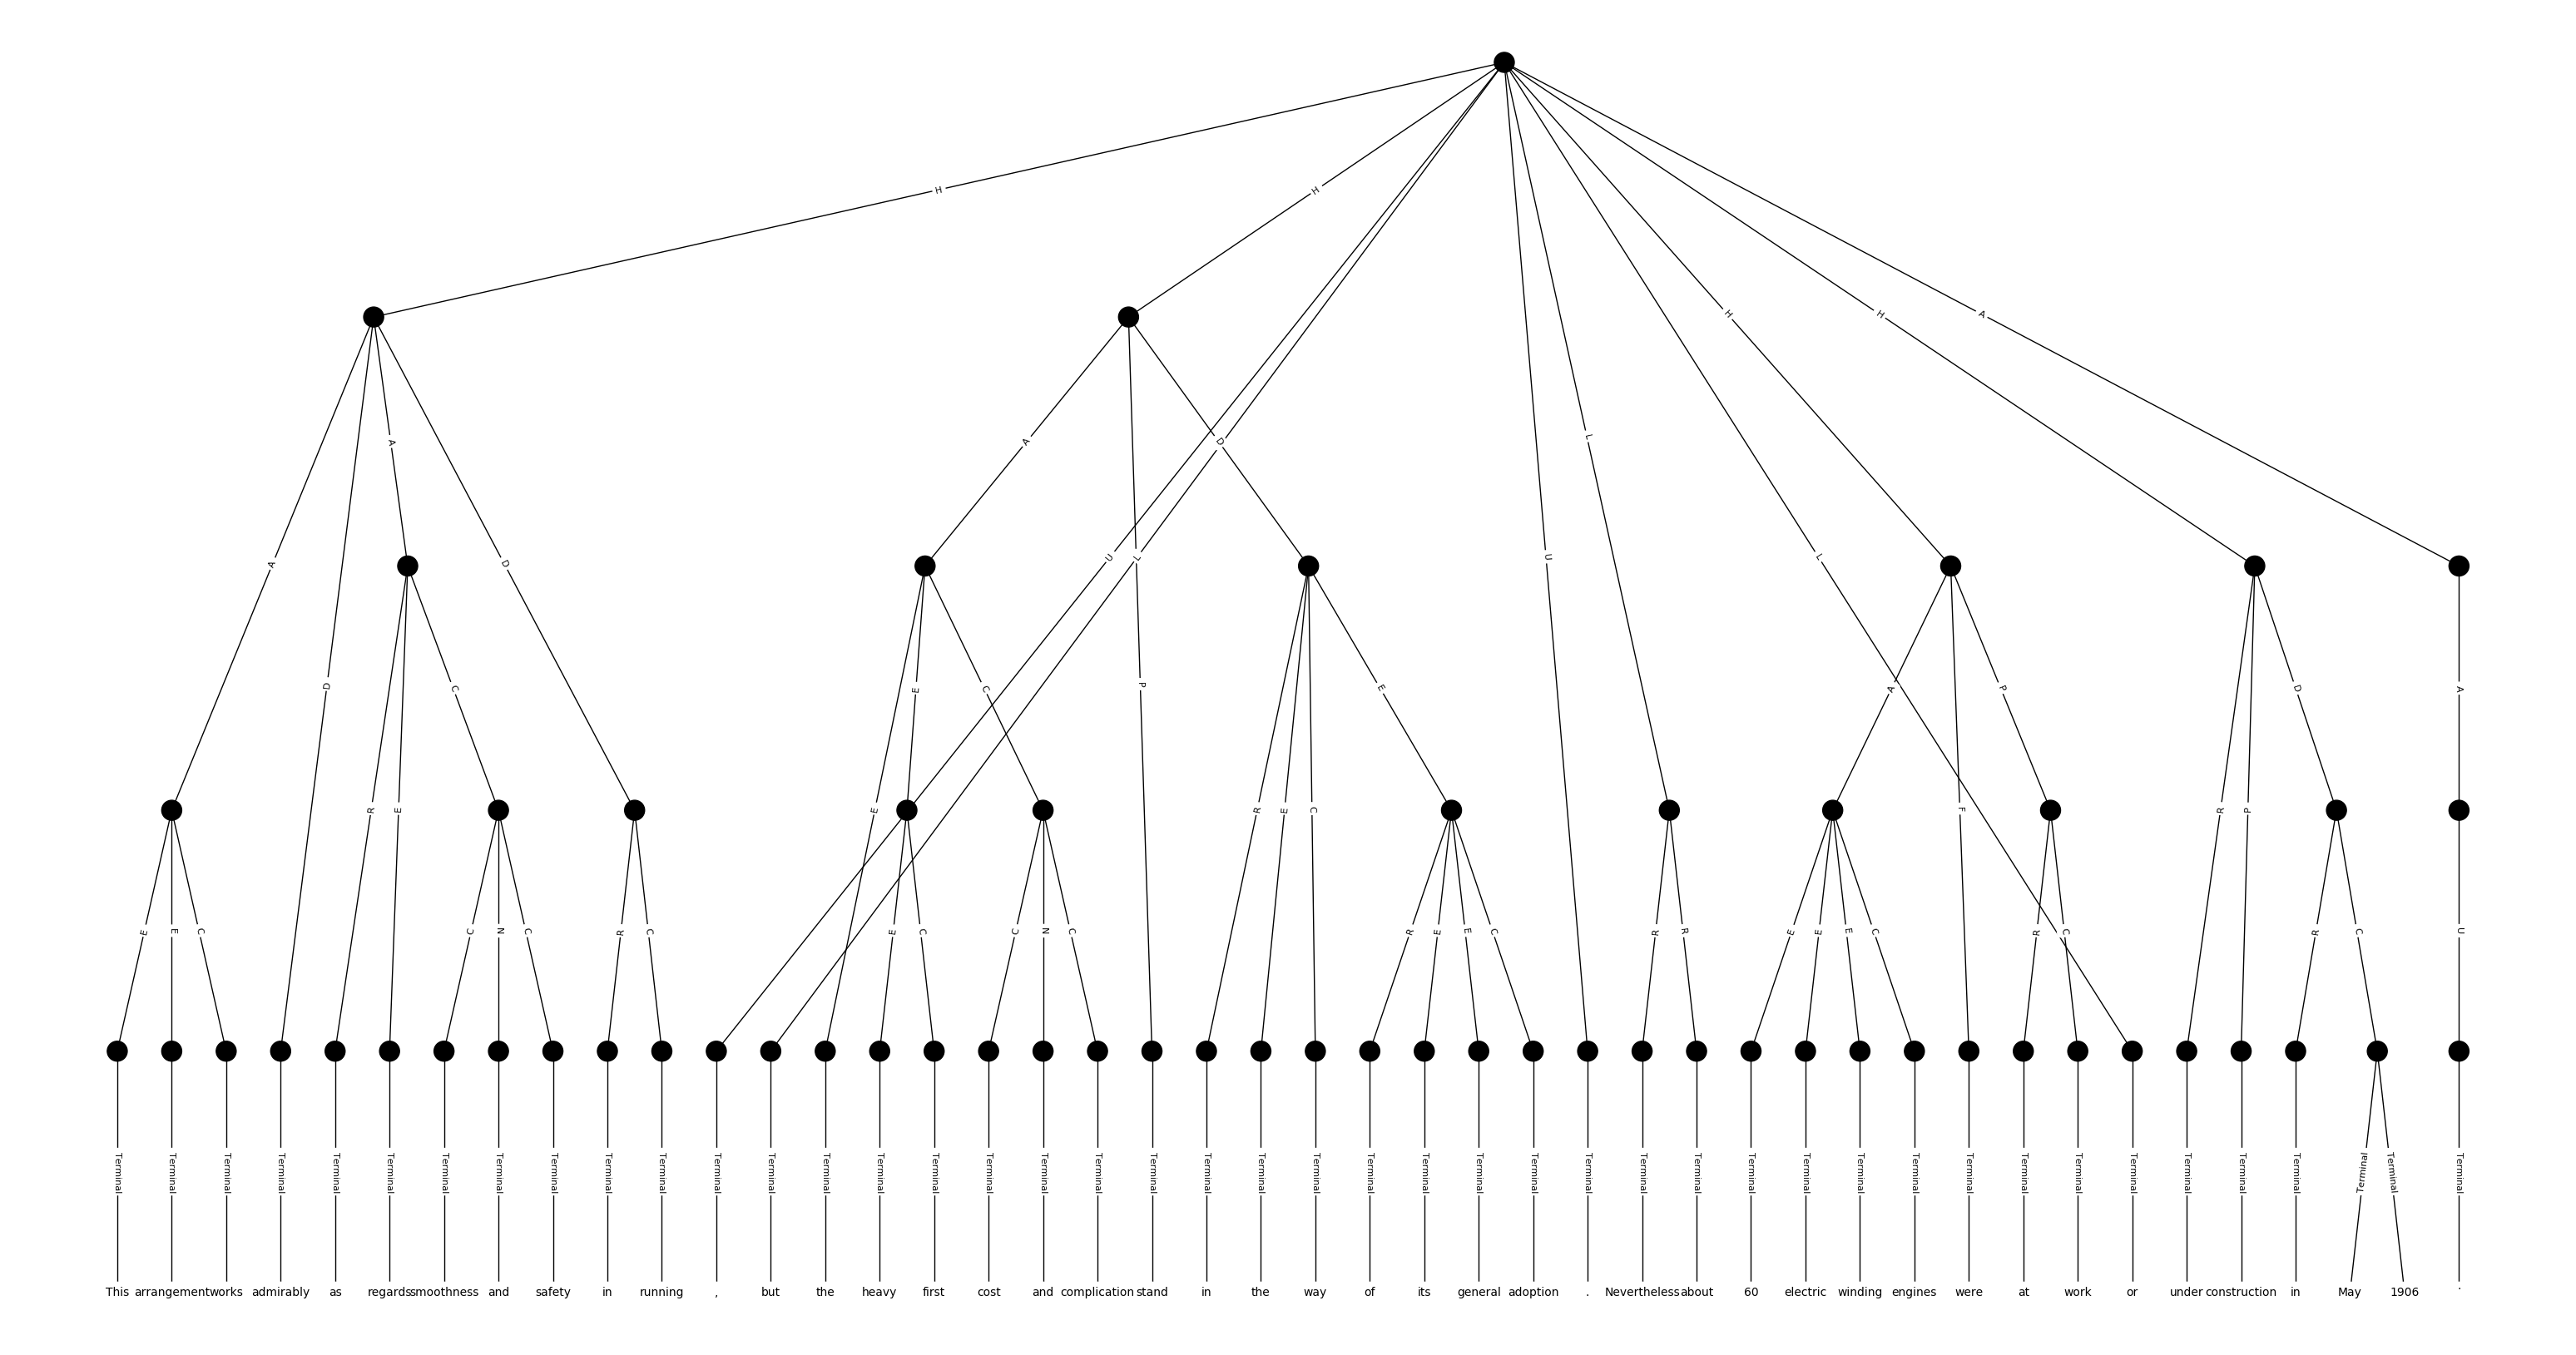 H H
A U L L H L H A
A D A D A P D U
D C E C E A F P R P D A
R E E R E C
E E C C N C R C E C C N C R E E C R R E E E C R C R C U
Terminal Terminal Terminal Terminal Terminal Terminal Terminal Terminal Terminal Terminal Terminal Terminal Terminal Terminal Terminal Terminal Terminal Terminal Terminal Terminal Terminal Terminal Terminal Terminal Terminal Terminal Terminal Terminal Terminal Terminal Terminal Terminal Terminal Terminal Terminal Terminal Terminal Terminal Terminal Terminal Terminal Terminal Terminal Terminal
This arrangement works admirably as regards smoothness and safety in running , but the heavy first cost and complication stand in the way of its general adoption . Nevertheless about 60 electric winding engines were at work or under construction in May 1906 .